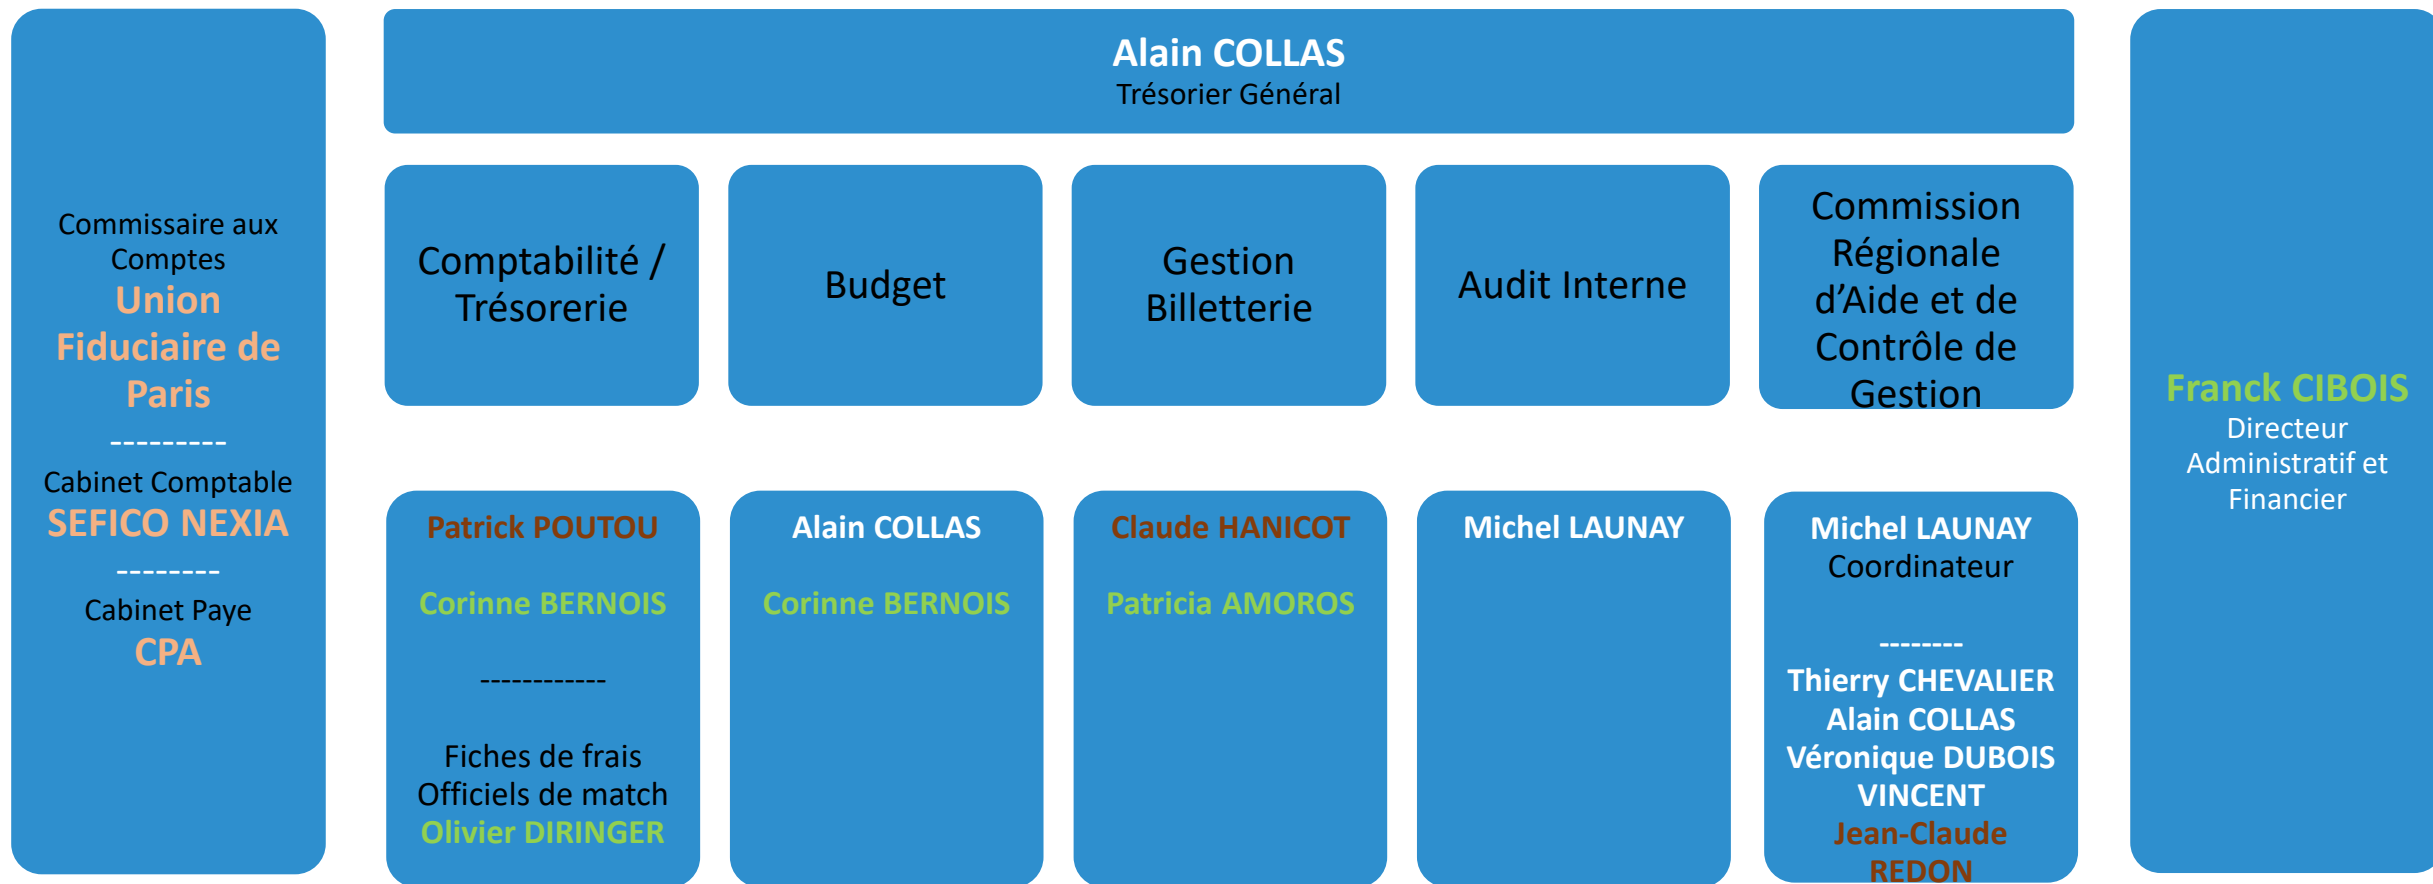 Alain COLLAS
Trésorier Général
Commissaire aux
Comptes
Union
Fiduciaire de
Paris
---------
Cabinet Comptable
SEFICO NEXIA
--------
Cabinet Paye
CPA
Comptabilité /
Trésorerie
Budget
Gestion
Billetterie
Audit Interne
Commission
Régionale
d’Aide et de
Contrôle de
Gestion
Patrick POUTOU
Corinne BERNOIS
------------
Fiches de frais
Officiels de match
Olivier DIRINGER
Alain COLLAS
Corinne BERNOIS
Claude HANICOT
Patricia AMOROS
Michel LAUNAY
Michel LAUNAY
Coordinateur
--------
Thierry CHEVALIER
Alain COLLAS
Véronique DUBOIS
VINCENT
Jean-Claude
REDON
Franck CIBOIS
Directeur
Administratif et
Financier